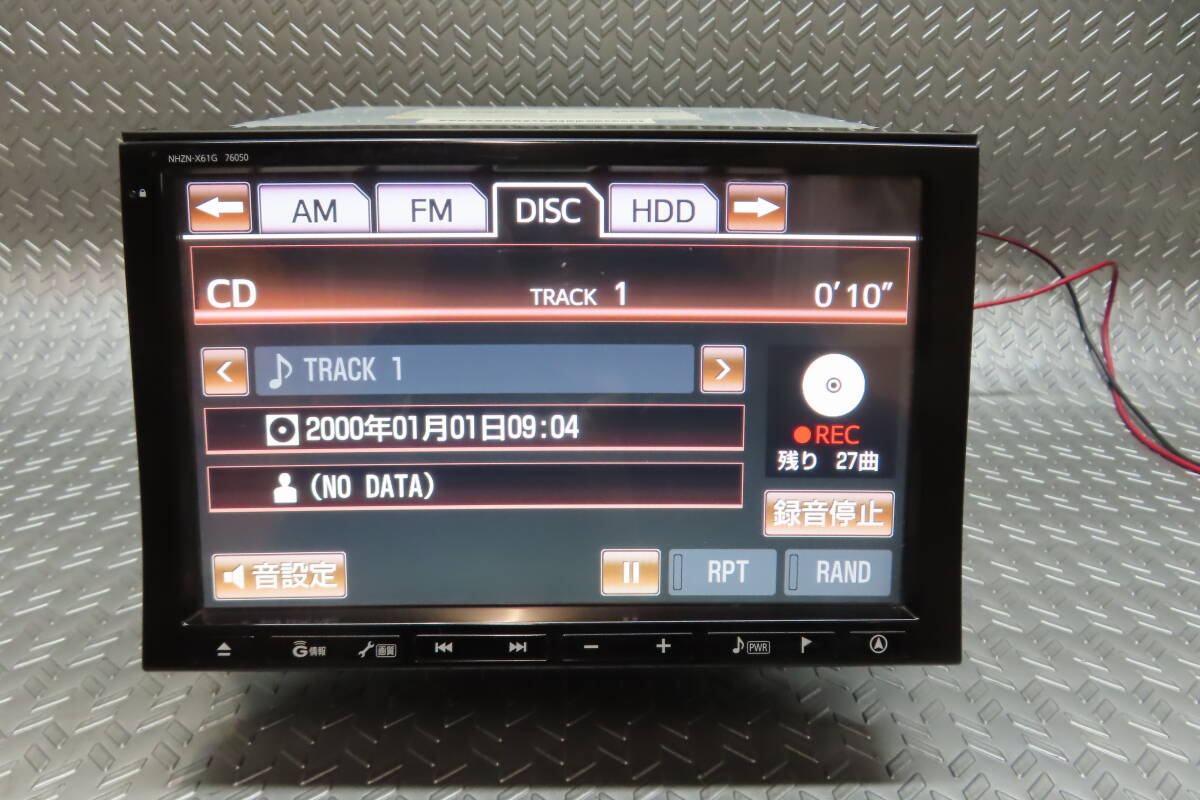 NHZN-X61G 76050
AM FM DISC HDD
CD TRACK 1 0'10"
TRACK 1
2000年01月01日09:04
REC
(NO DATA)
残り 27曲
録音停止
音設定 RPT RAND
G情報 画質 PWR